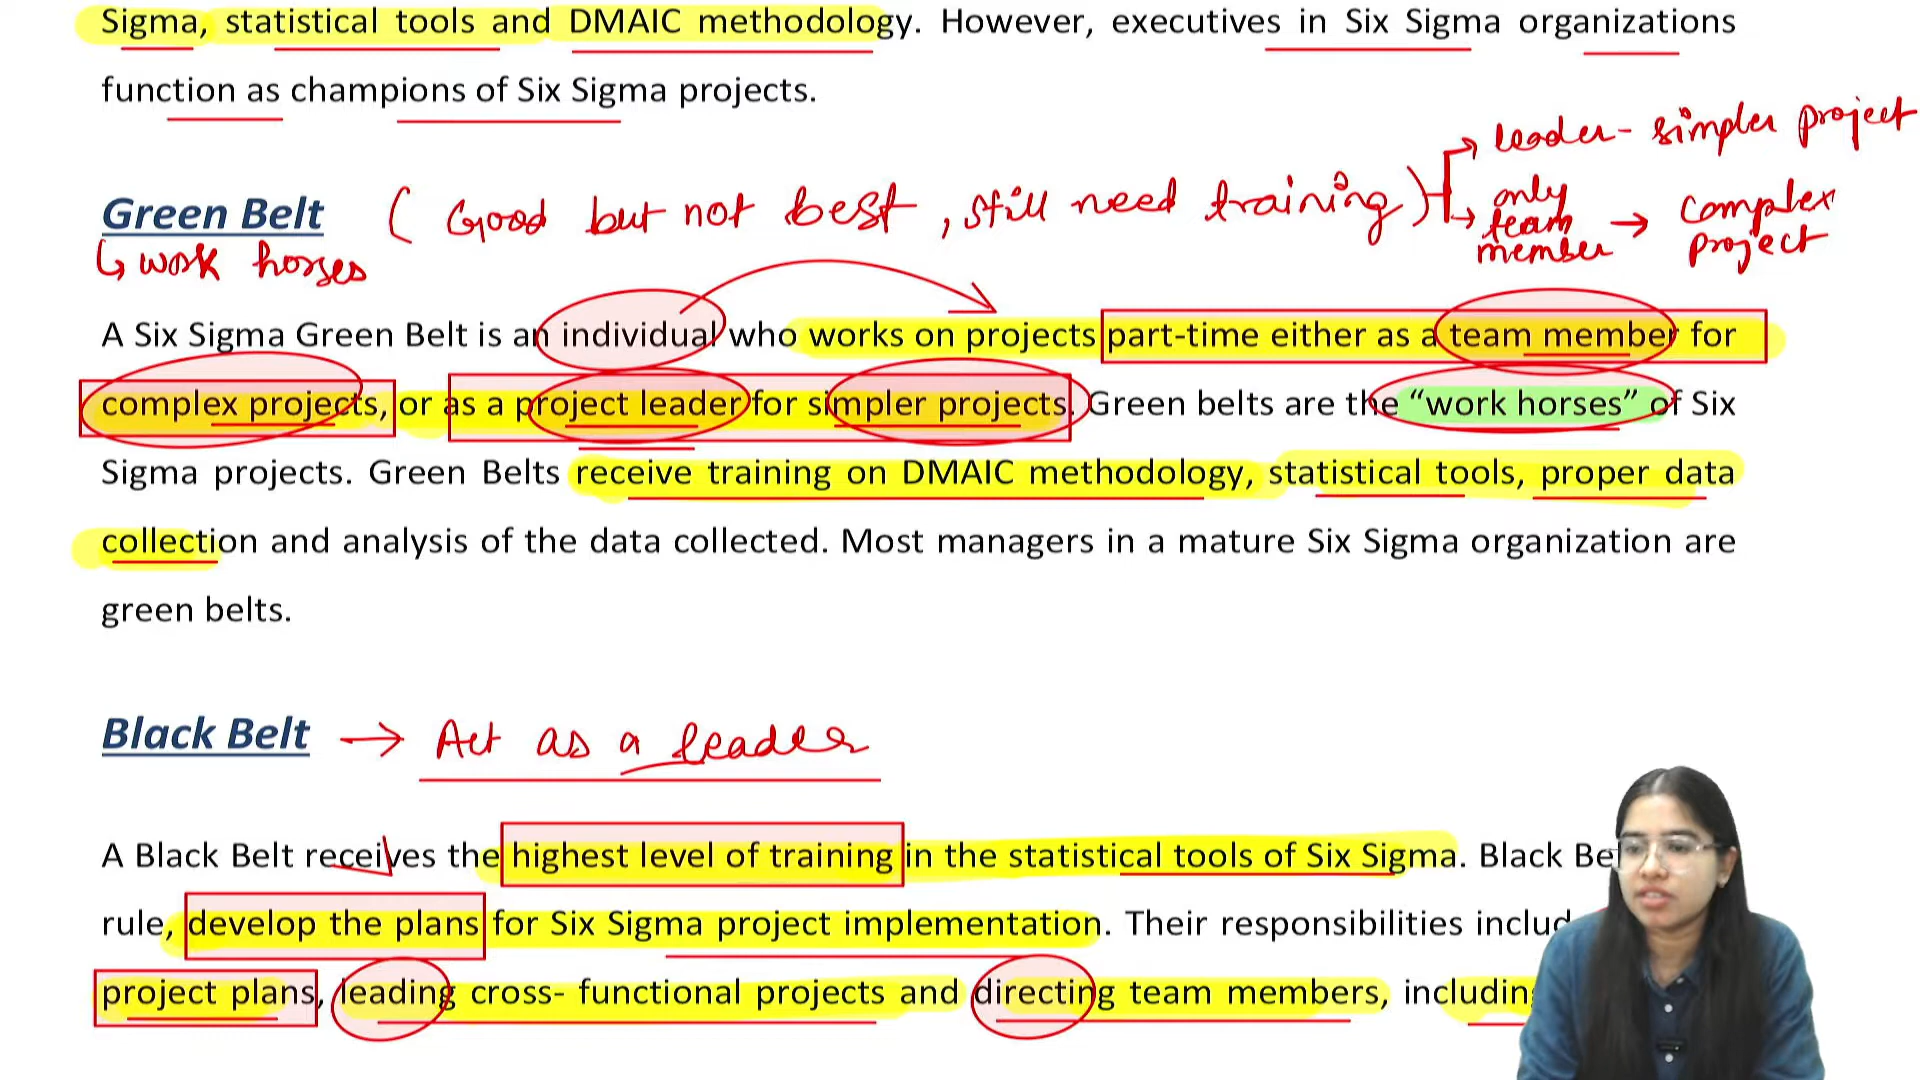 Sigma, statistical tools and DMAIC methodology. However, executives in Six Sigma organizations
function as champions of Six Sigma projects.
leader - simpler project
Green Belt ( Good but not best, still need training )
only team member → complex project
↳ work horses
A Six Sigma Green Belt is an individual who works on projects part-time either as a team member for
complex projects, or as a project leader for simpler projects. Green belts are the “work horses” of Six
Sigma projects. Green Belts receive training on DMAIC methodology, statistical tools, proper data
collection and analysis of the data collected. Most managers in a mature Six Sigma organization are
green belts.
Black Belt → Act as a leader
A Black Belt receives the highest level of training in the statistical tools of Six Sigma. Black
rule, develop the plans for Six Sigma project implementation. Their responsibilities
project plans, leading cross- functional projects and directing team members, including